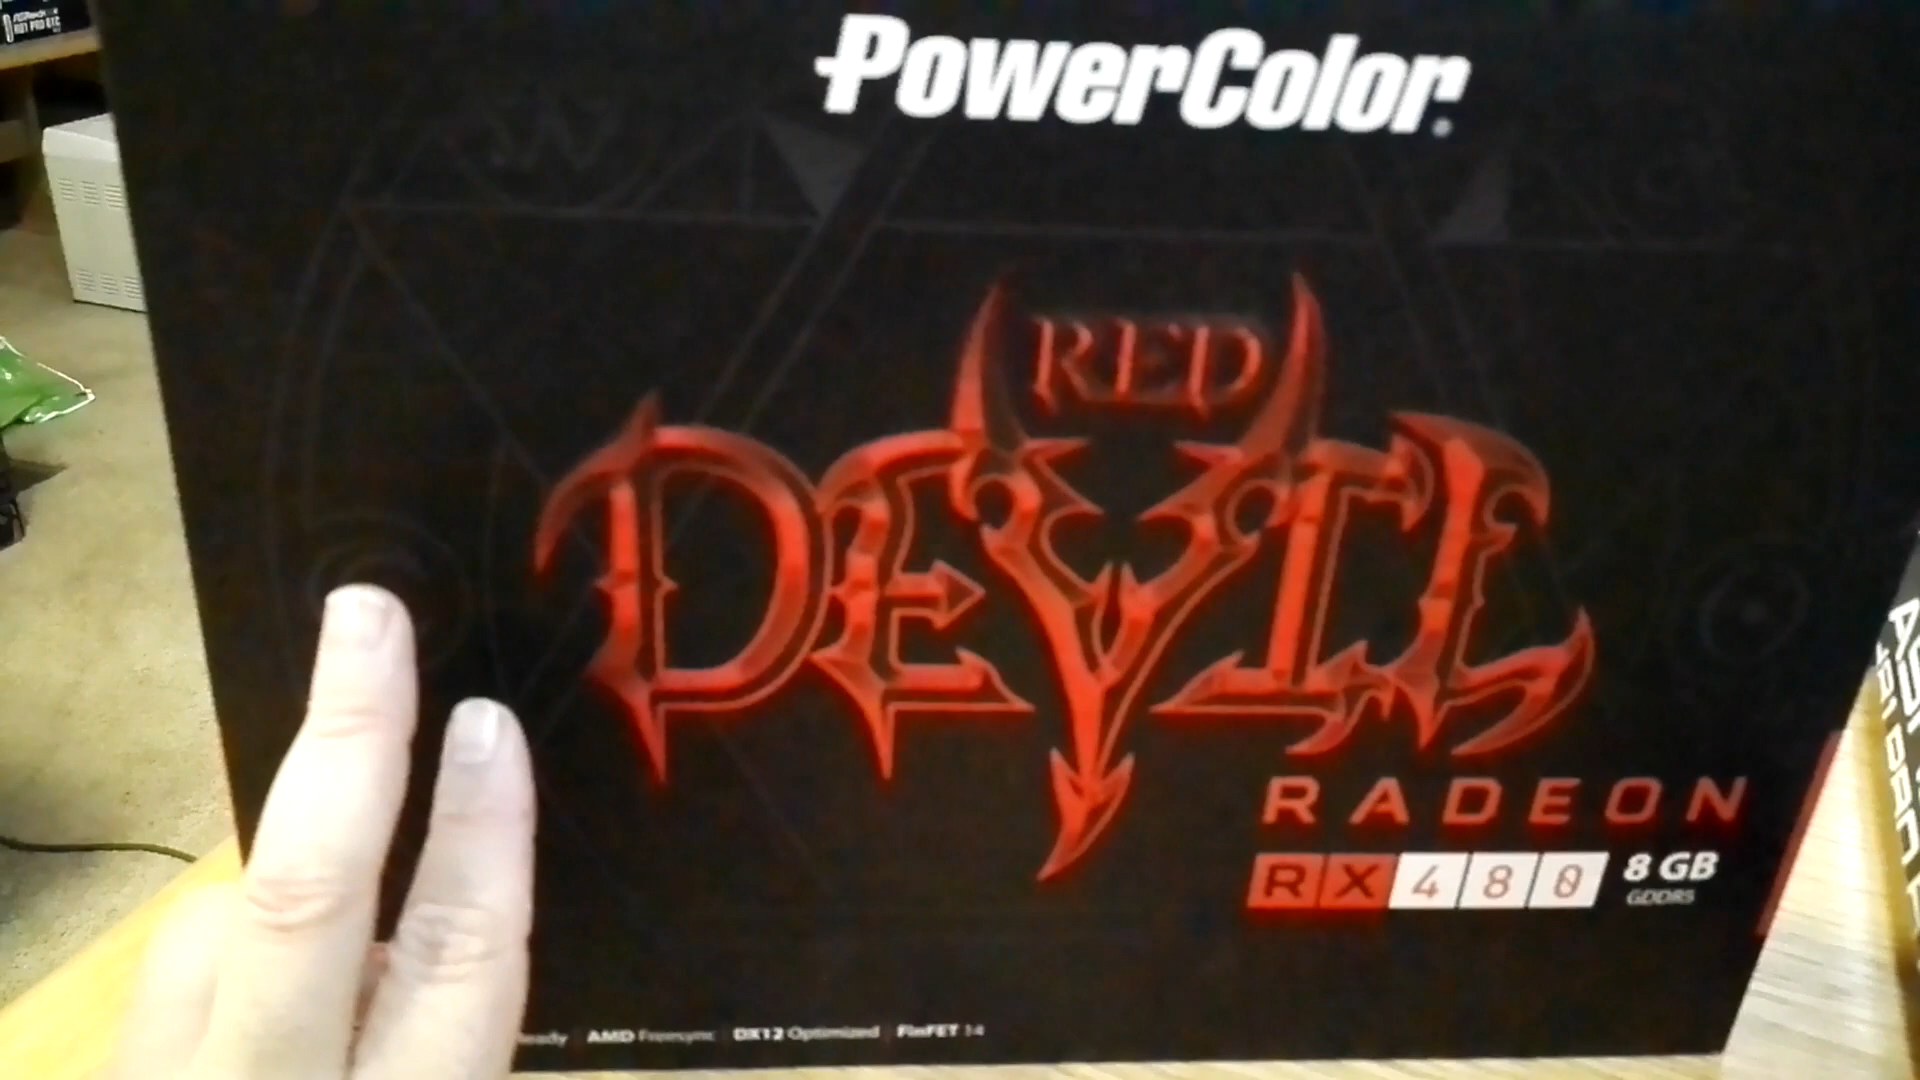 PowerColor
RED
DEVIL
RADEON
RX 480 8 GB
GDDR5
AMD Freesync DX12 Optimized FinFET 14